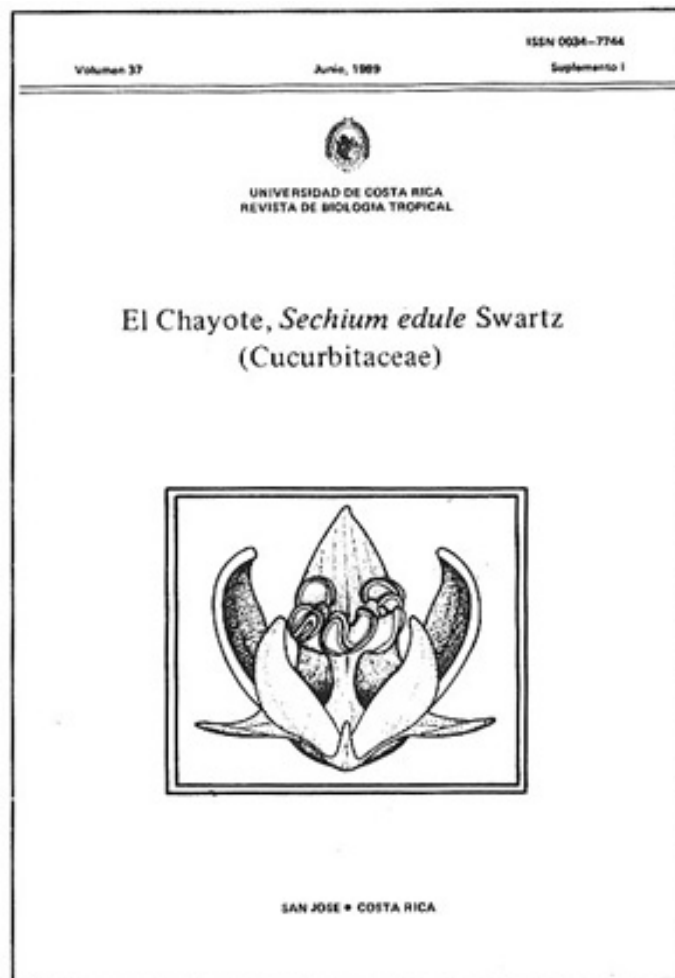 ISSN 0034-7744
Volumen 37 Junio, 1989 Suplemento I
UNIVERSIDAD DE COSTA RICA
REVISTA DE BIOLOGIA TROPICAL
El Chayote, Sechium edule Swartz
(Cucurbitaceae)
SAN JOSE • COSTA RICA